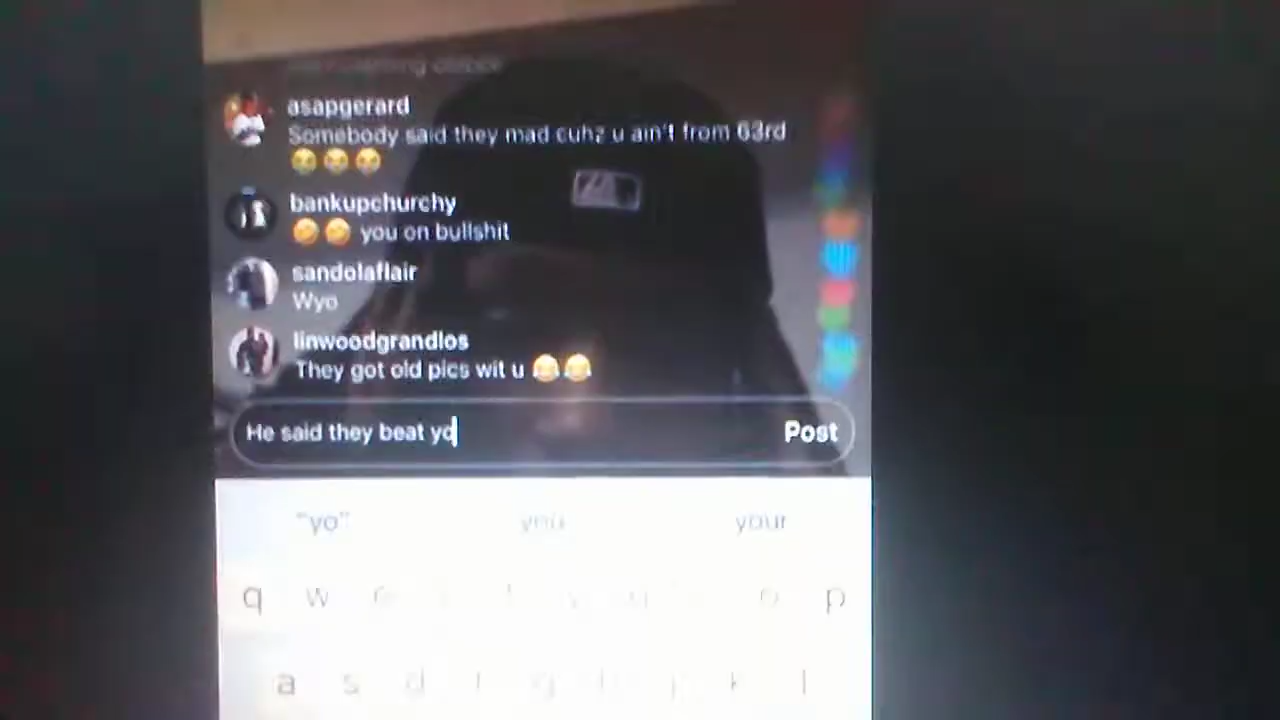 asapgerard
Somebody said they mad cuhz u ain't from 63rd
😭😭😭
bankupchurchy
🤣🤣 you on bullshit
sandolaflair
Wyo
linwoodgrandlos
They got old pics wit u 😂😂
He said they beat yo
Post
"yo" you your
q w e t y u o p
a s d f g h j k l